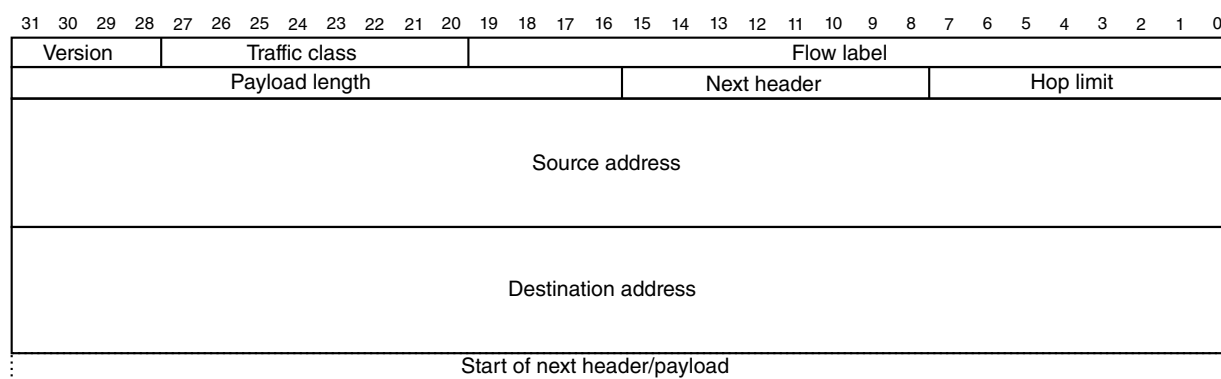 31 30 29 28 27 26 25 24 23 22 21 20 19 18 17 16 15 14 13 12 11 10 9 8 7 6 5 4 3 2 1 0
Version Traffic class Flow label
Payload length Next header Hop limit
Source address
Destination address
Start of next header/payload